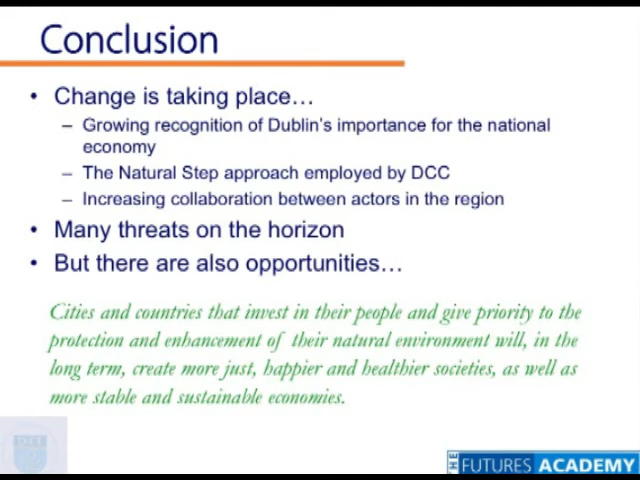 Conclusion
• Change is taking place…
– Growing recognition of Dublin's importance for the national
economy
– The Natural Step approach employed by DCC
– Increasing collaboration between actors in the region
• Many threats on the horizon
• But there are also opportunities…
Cities and countries that invest in their people and give priority to the
protection and enhancement of their natural environment will, in the
long term, create more just, happier and healthier societies, as well as
more stable and sustainable economies.
THE FUTURES ACADEMY